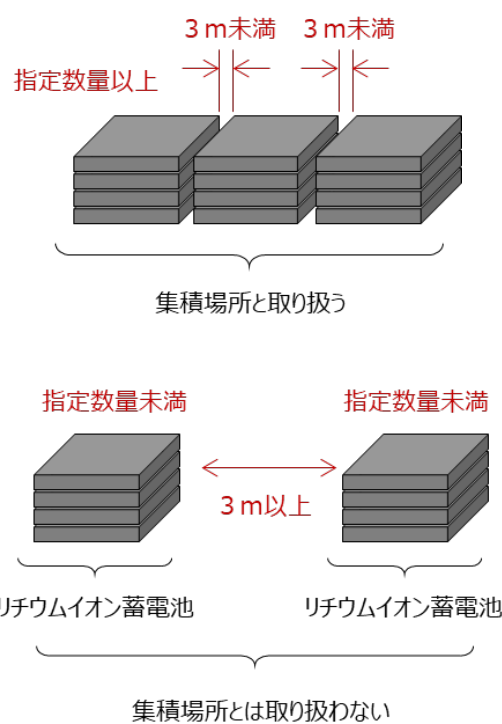 ３ｍ未満 ３ｍ未満
指定数量以上
集積場所と取り扱う
指定数量未満 指定数量未満
３ｍ以上
リチウムイオン蓄電池 リチウムイオン蓄電池
集積場所とは取り扱わない